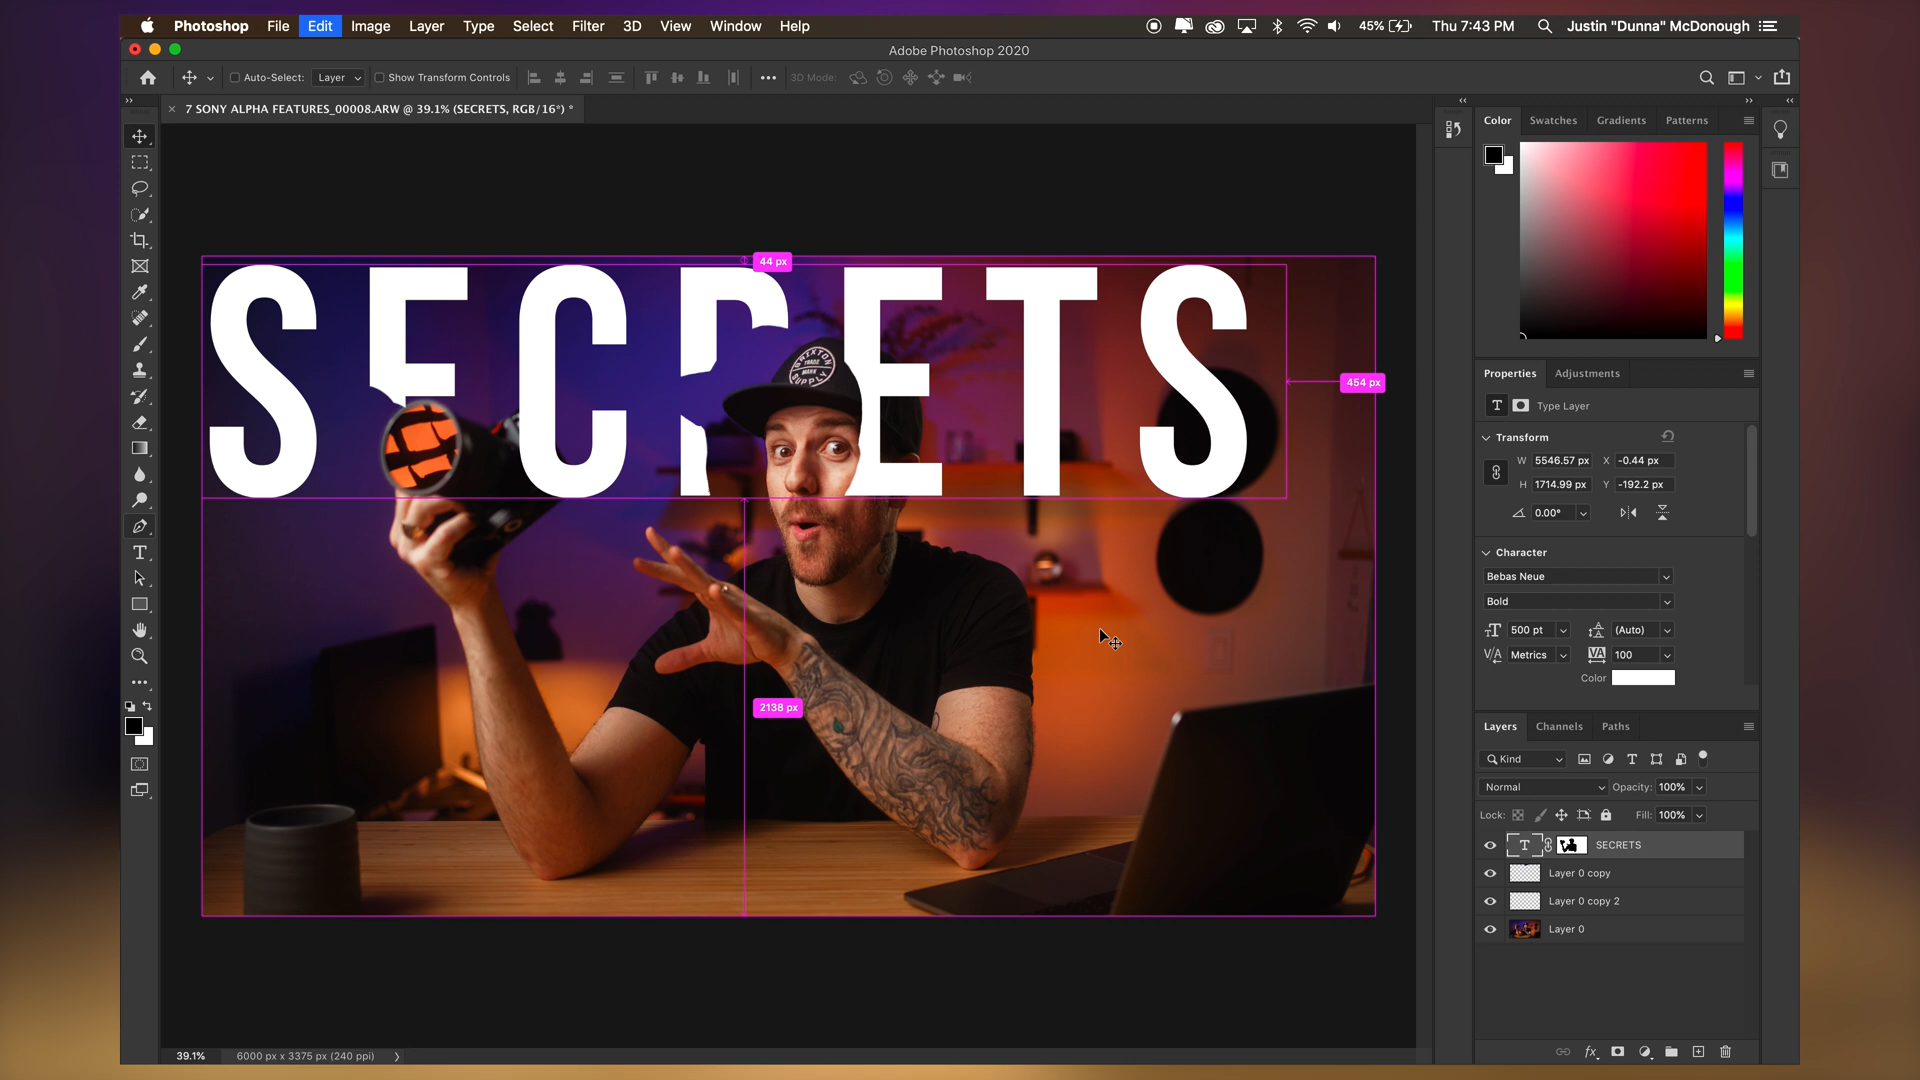 Photoshop File Edit Image Layer Type Select Filter 3D View Window Help 45% Thu 7:43 PM Justin "Dunna" McDonough
Adobe Photoshop 2020
Auto-Select: Layer Show Transform Controls 3D Mode:
7 SONY ALPHA FEATURES_00008.ARW @ 39.1% (SECRETS, RGB/16*) *
Color Swatches Gradients Patterns
44 px
SECRETS
BRIXTON
TRADE
MARK
SUPPLY
454 px
2138 px
Properties Adjustments
T Type Layer
Transform
W 5546.57 px X -0.44 px
H 1714.99 px Y -192.2 px
0.00°
Character
Bebas Neue
Bold
500 pt (Auto)
Metrics 100
Color
Layers Channels Paths
Kind
Normal Opacity: 100%
Lock: Fill: 100%
T SECRETS
Layer 0 copy
Layer 0 copy 2
Layer 0
fx
39.1% 6000 px x 3375 px (240 ppi)